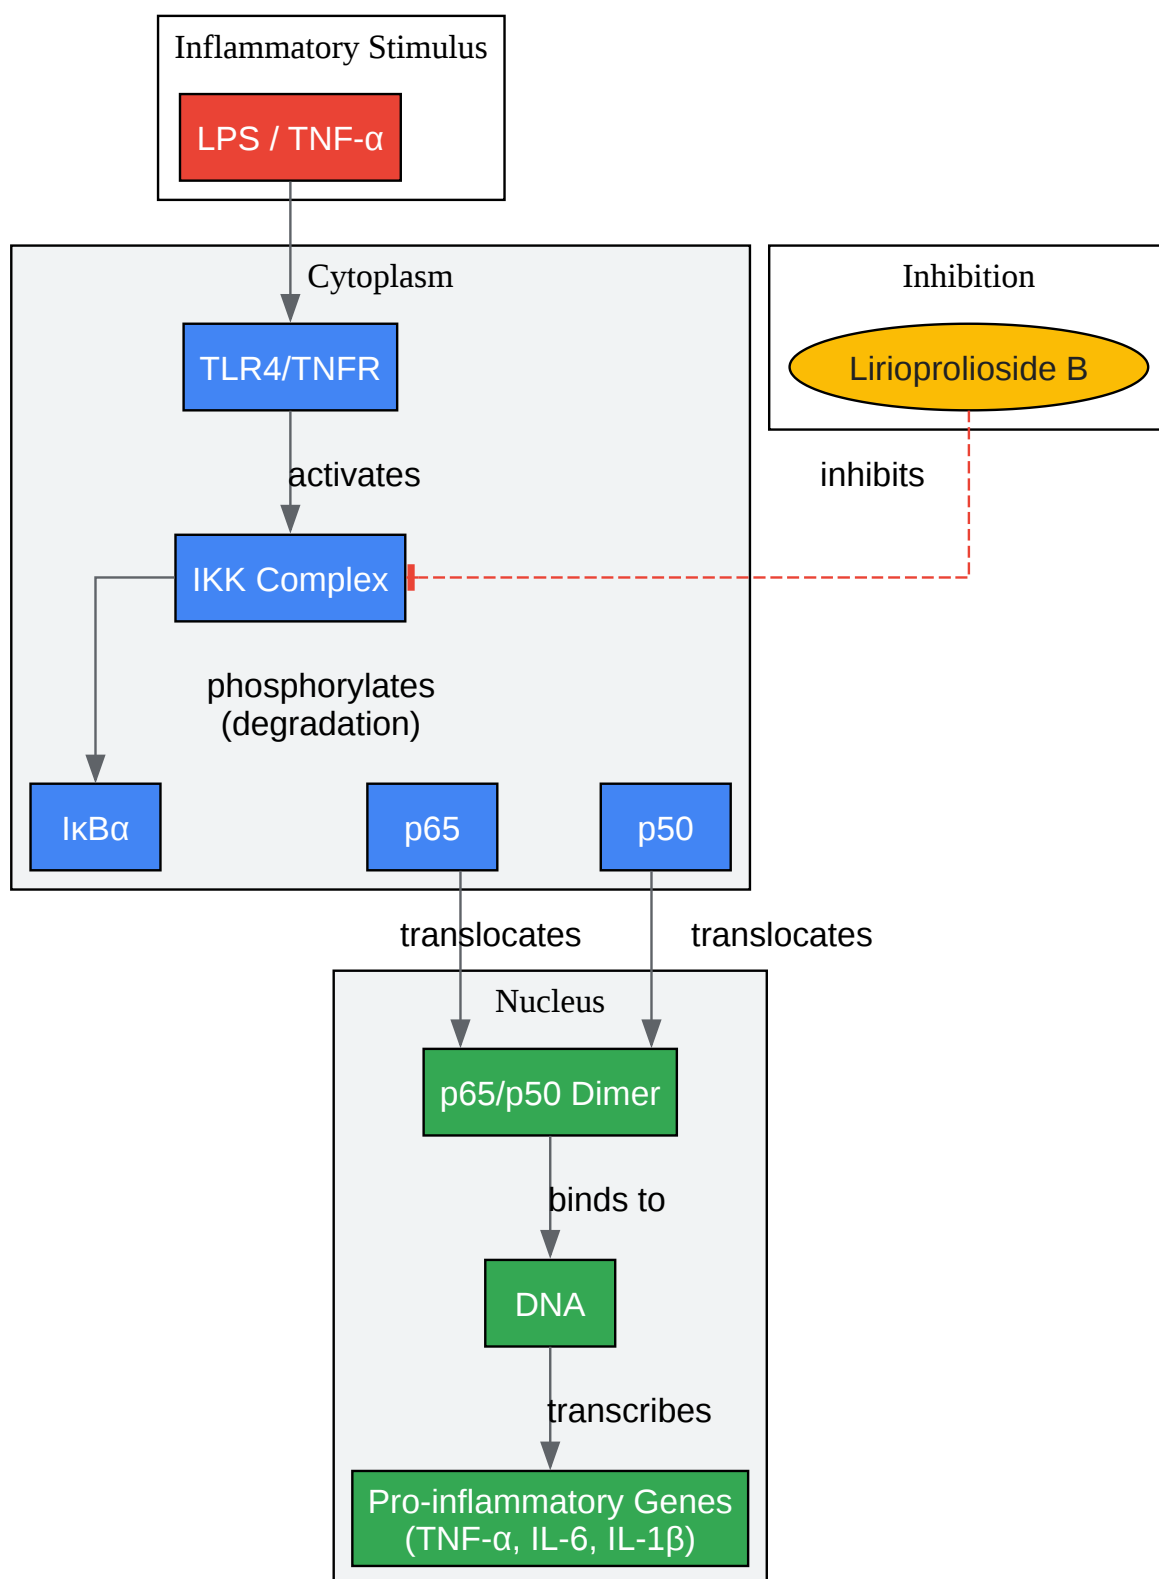 Inflammatory Stimulus
LPS / TNF-α
Cytoplasm
Inhibition
TLR4/TNFR
Lirioprolioside B
activates
inhibits
IKK Complex
phosphorylates
(degradation)
IκBα
p65
p50
translocates
translocates
Nucleus
p65/p50 Dimer
binds to
DNA
transcribes
Pro-inflammatory Genes
(TNF-α, IL-6, IL-1β)